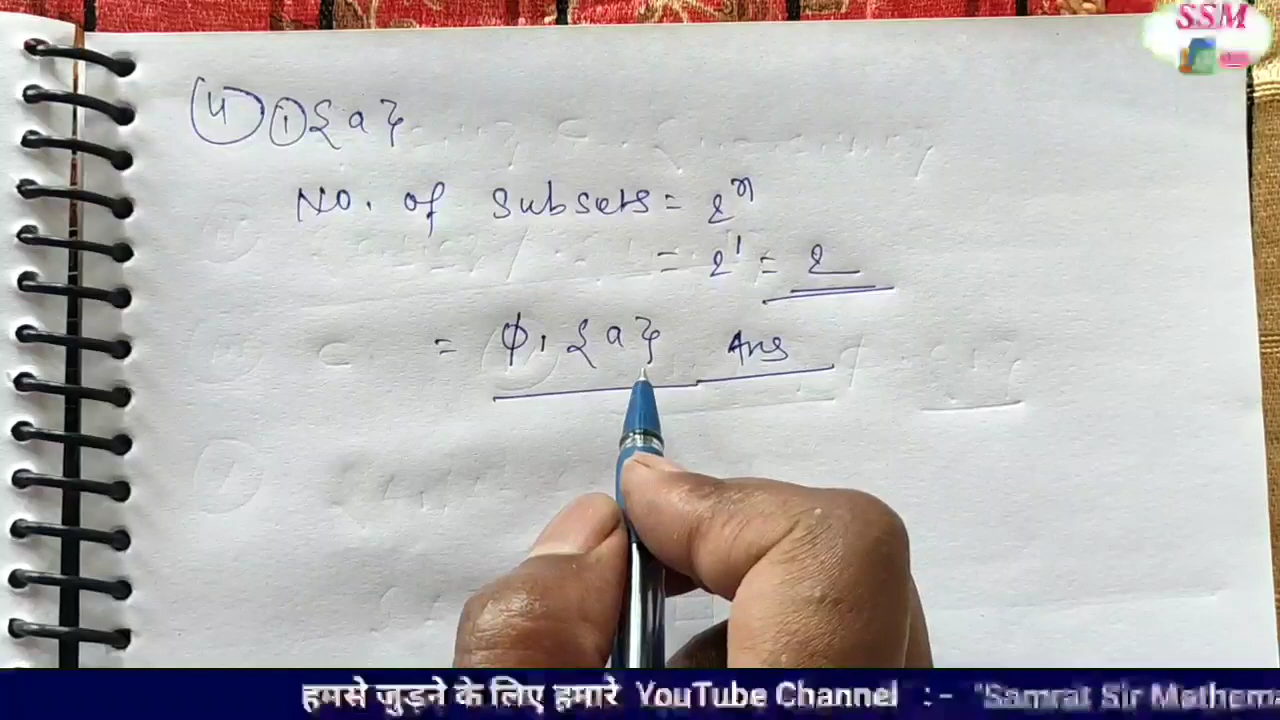 SSM
④ ① {a}
No. of subsets = 2ⁿ
= 2¹ = 2
= ϕ, {a} Ans
हमसे जुड़ने के लिए हमारे YouTube Channel :- "Samrat Sir Mathema